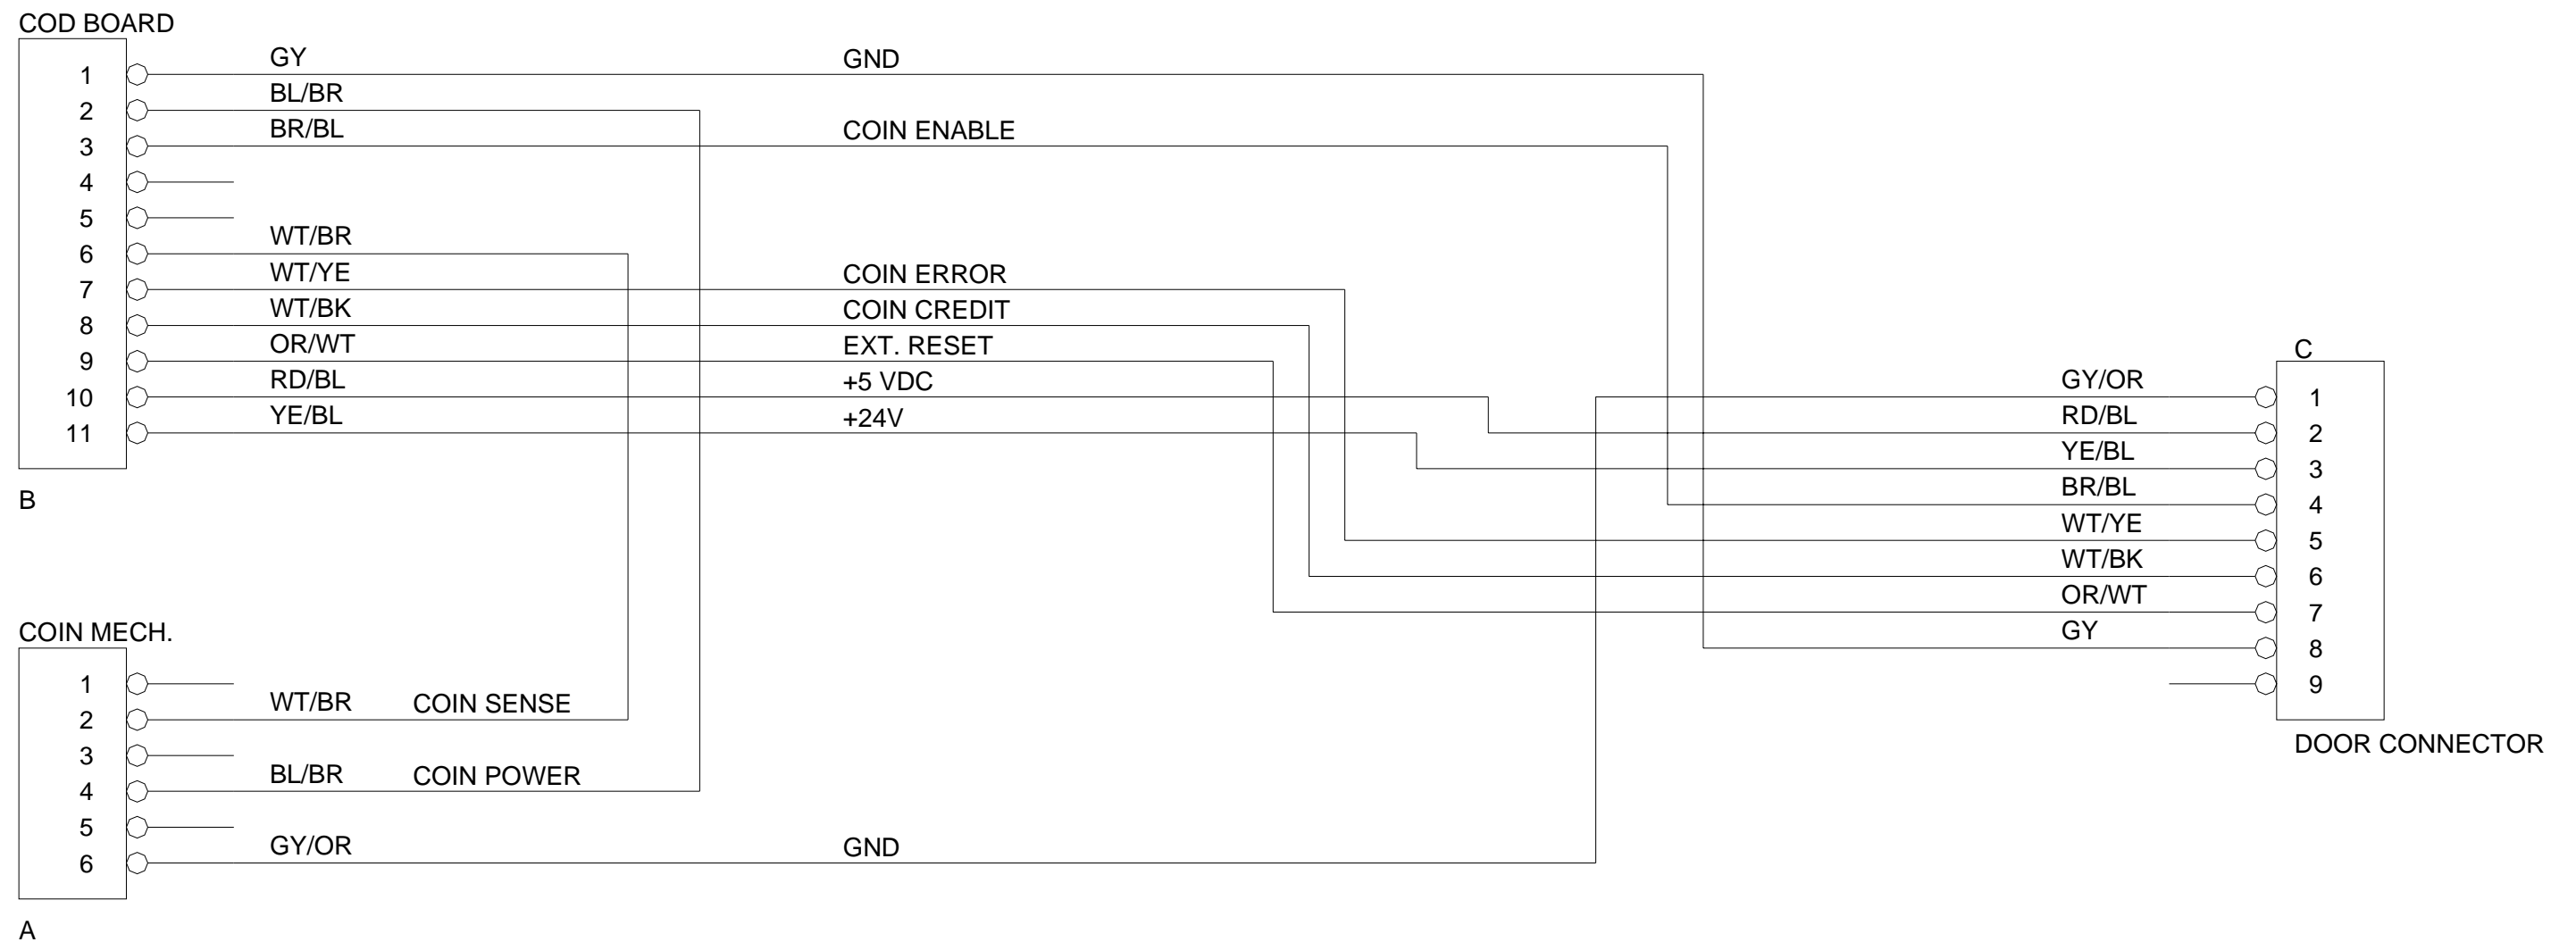 COD BOARD
1 GY GND
2 BL/BR
3 BR/BL COIN ENABLE
4
5
6 WT/BR
7 WT/YE COIN ERROR
8 WT/BK COIN CREDIT
9 OR/WT EXT. RESET
10 RD/BL +5 VDC
11 YE/BL +24V
B
COIN MECH.
1
2 WT/BR COIN SENSE
3
4 BL/BR COIN POWER
5
6 GY/OR GND
A
C
GY/OR 1
RD/BL 2
YE/BL 3
BR/BL 4
WT/YE 5
WT/BK 6
OR/WT 7
GY 8
9
DOOR CONNECTOR